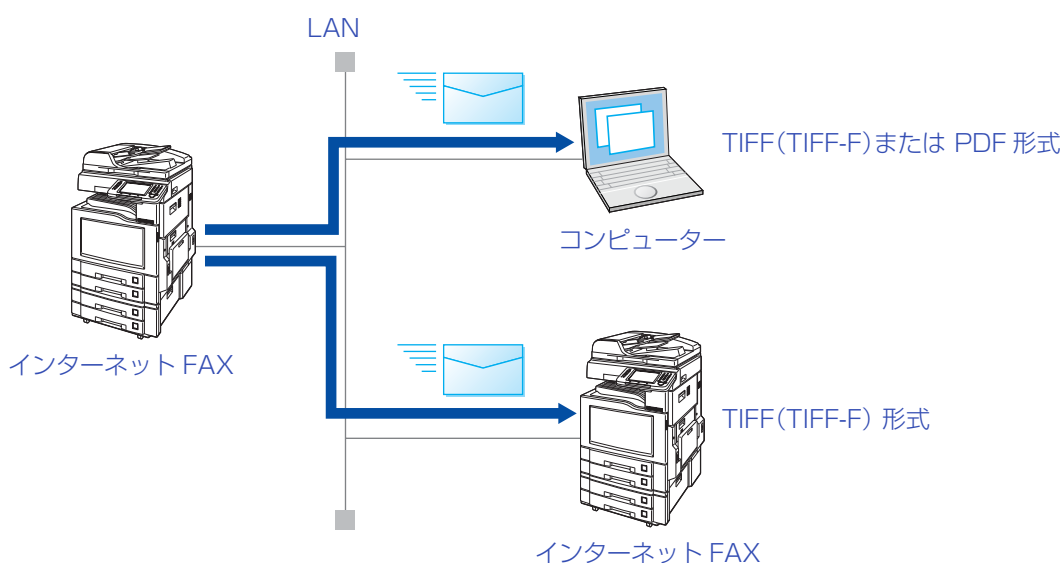 LAN
TIFF(TIFF-F)または PDF 形式
コンピューター
インターネット FAX
TIFF(TIFF-F) 形式
インターネット FAX